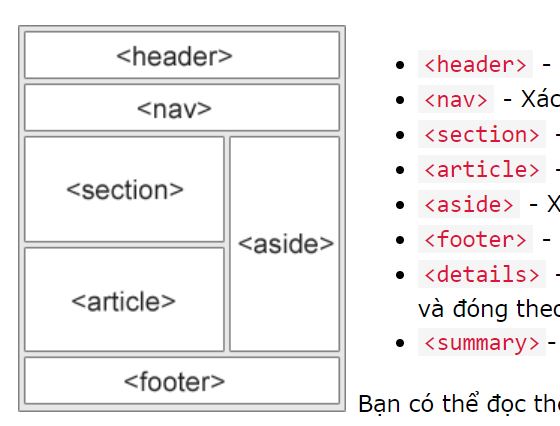 <header>
<nav>
<section>
<aside>
<article>
<footer>
<header> -
<nav> - Xác
<section> -
<article> -
<aside> - X
<footer> -
<details> -
và đóng theo
<summary> -
Bạn có thể đọc